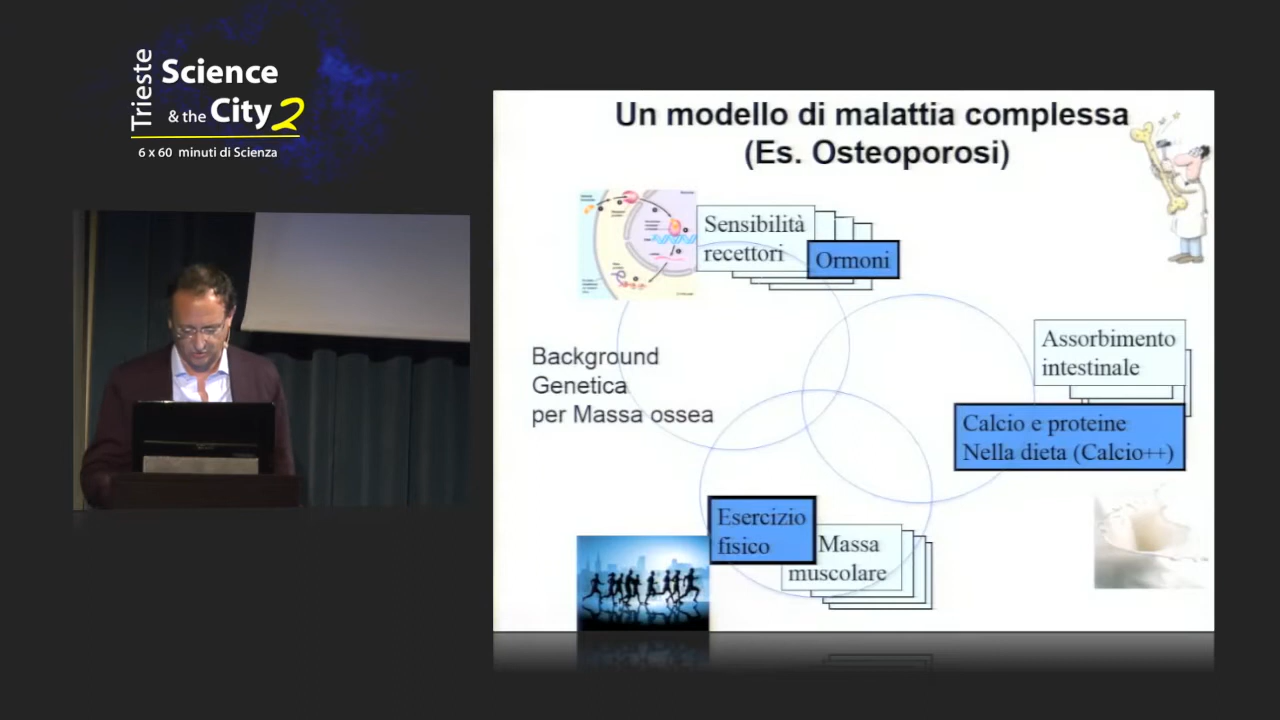 Trieste
Science
& the City 2
6 x 60 minuti di Scienza
Un modello di malattia complessa
(Es. Osteoporosi)
Sensibilità
recettori
Ormoni
Background
Genetica
per Massa ossea
Assorbimento
intestinale
Calcio e proteine
Nella dieta (Calcio++)
Esercizio
fisico
Massa
muscolare